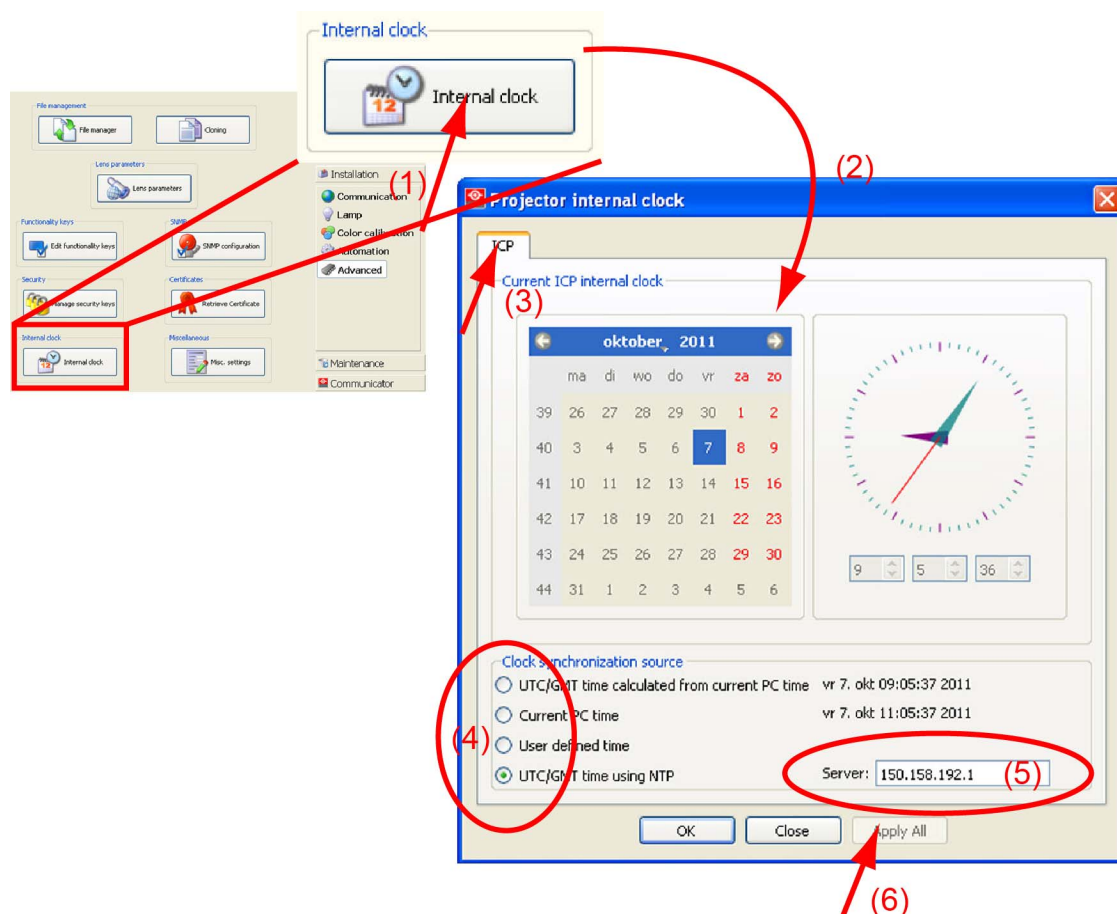 Internal clock
12
Internal clock
File management
File manager
Cloning
Lens parameters
Lens parameters
Functionality keys
SNMP
Edit functionality keys
SNMP configuration
Security
Certificates
Manage security keys
Retrieve Certificate
Internal clock
Miscellaneous
12
Internal clock
Misc. settings
Installation
(1)
Communication
Lamp
Color calibration
Automation
Advanced
Maintenance
Communicator
(2)
Projector internal clock
ICP
(3)
Current ICP internal clock
oktober, 2011
ma di wo do vr za zo
39 26 27 28 29 30 1 2
40 3 4 5 6 7 8 9
41 10 11 12 13 14 15 16
42 17 18 19 20 21 22 23
43 24 25 26 27 28 29 30
44 31 1 2 3 4 5 6
9 5 36
Clock synchronization source
UTC/GMT time calculated from current PC time vr 7. okt 09:05:37 2011
Current PC time vr 7. okt 11:05:37 2011
(4)
User defined time
UTC/GMT time using NTP Server: 150.158.192.1 (5)
OK Close Apply All
(6)